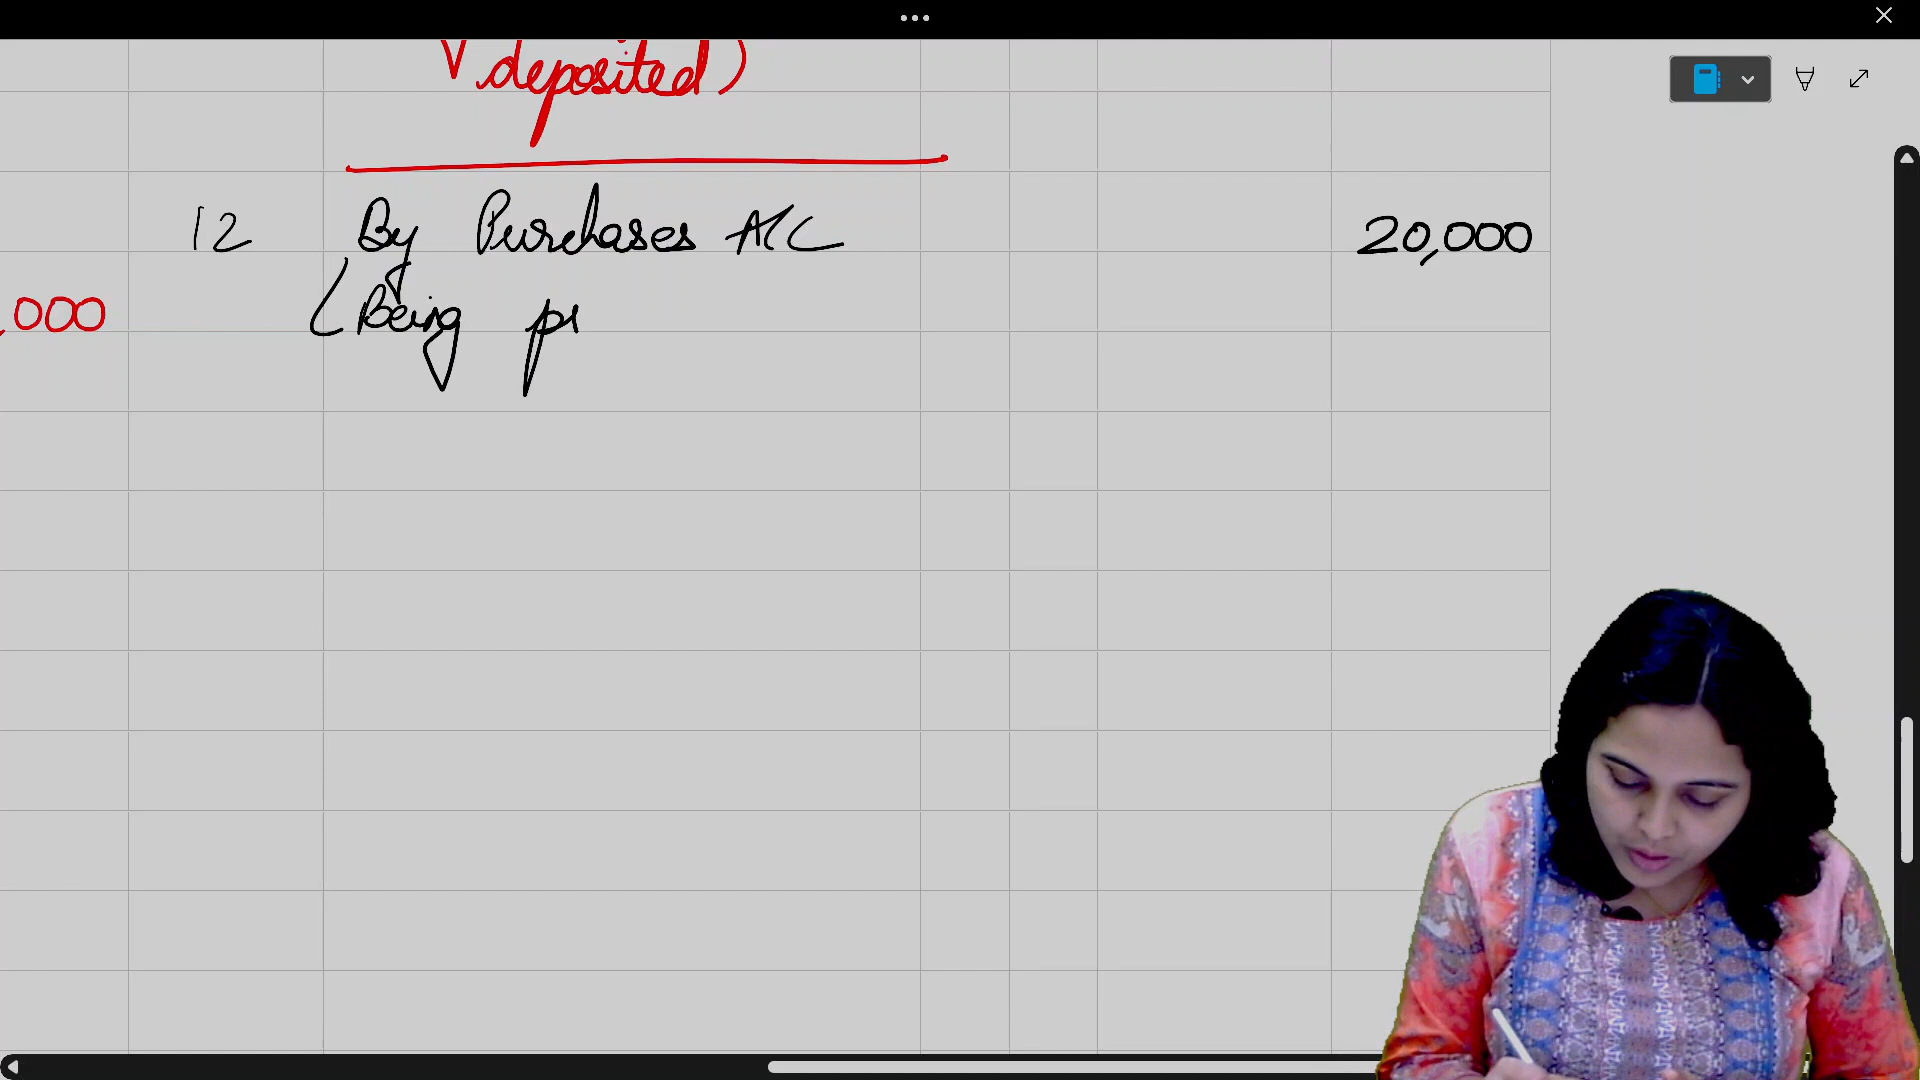 deposited)
12 By Purchases A/C 20,000
,000 (Being pr